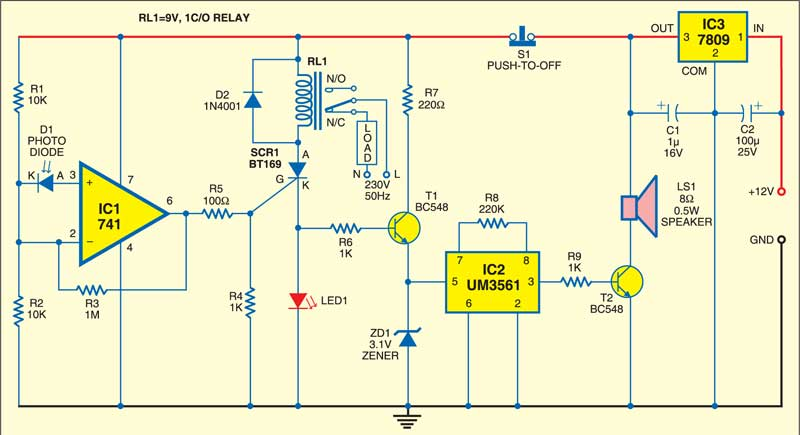 RL1=9V, 1C/O RELAY
IC3
7809
OUT
3
1
IN
2
COM
S1
PUSH-TO-OFF
RL1
N/O
N/C
LOAD
N
L
230V
50Hz
D2
1N4001
R7
220Ω
R1
10K
D1
PHOTO
DIODE
K
A
3
+
7
IC1
741
6
2
−
4
R5
100Ω
SCR1
BT169
A
G
K
C1
1µ
16V
C2
100µ
25V
LS1
8Ω
0.5W
SPEAKER
+12V
GND
T1
BC548
R6
1K
R8
220K
7
8
IC2
UM3561
5
3
6
2
R9
1K
T2
BC548
R2
10K
R3
1M
R4
1K
LED1
ZD1
3.1V
ZENER